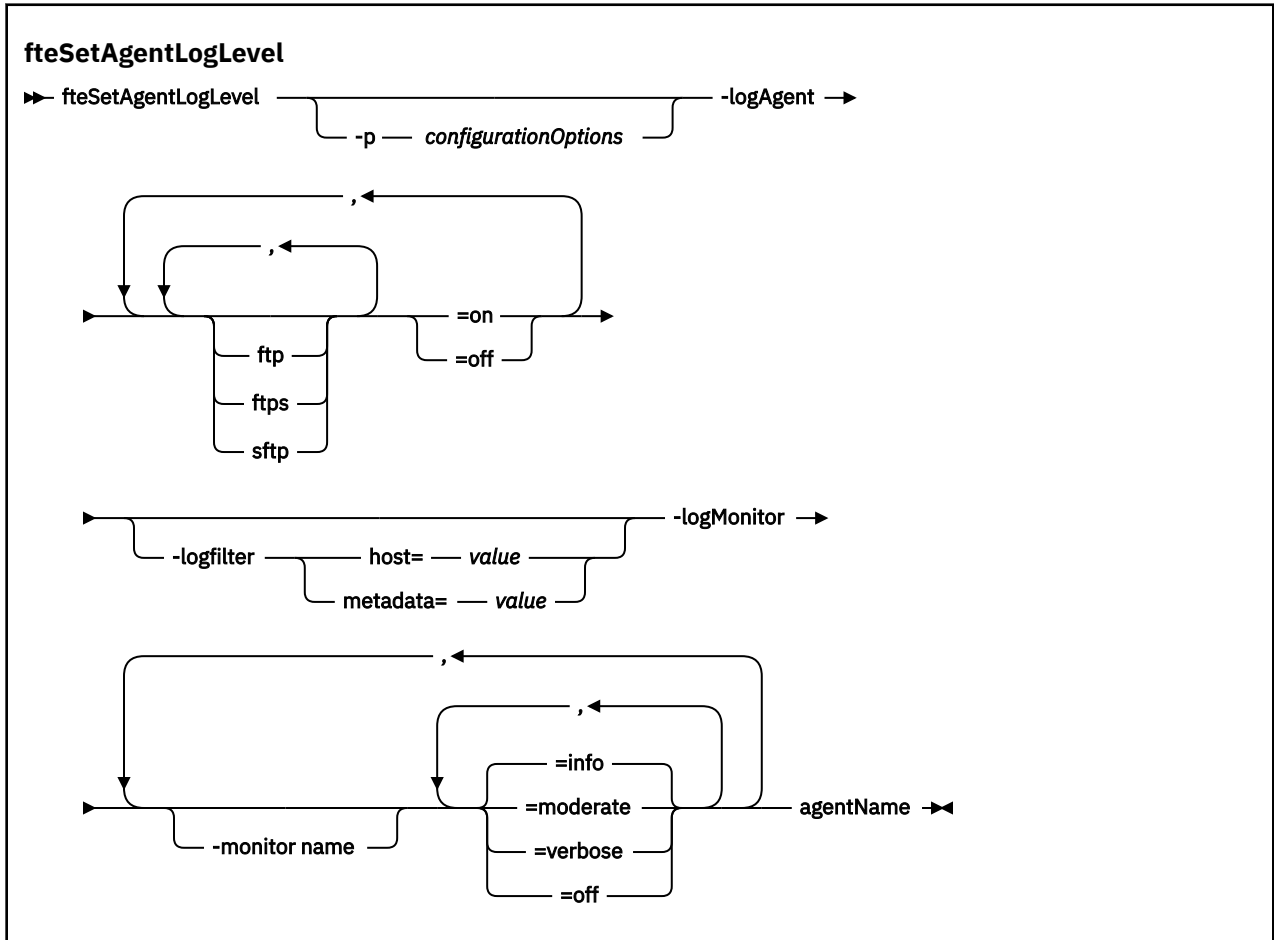 fteSetAgentLogLevel
fteSetAgentLogLevel -logAgent
-p configurationOptions
,
,
=on
ftp =off
ftps
sftp
-logMonitor
-logfilter host= value
metadata= value
,
,
=info
=moderate agentName
-monitor name =verbose
=off